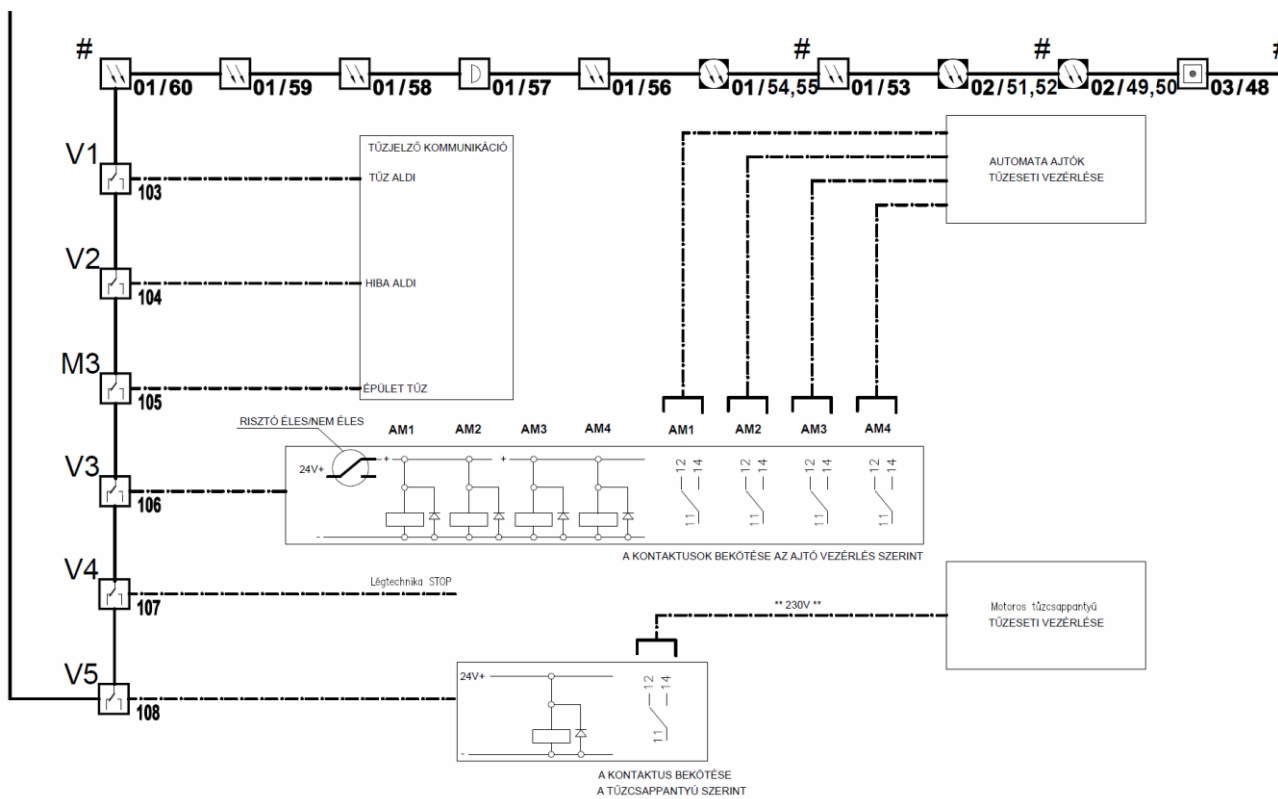 # # # #
01/60 01/59 01/58 01/57 01/56 01/54,55 01/53 02/51,52 02/49,50 03/48
V1
103
TŰZJELZŐ KOMMUNIKÁCIÓ
TŰZ ALDI
AUTOMATA AJTÓK
TŰZESETI VEZÉRLÉSE
V2
104
HIBA ALDI
M3
105
ÉPÜLET TŰZ
RISZTÓ ÉLES/NEM ÉLES
AM1 AM2 AM3 AM4 AM1 AM2 AM3 AM4
V3
106
24V+ + +
12 14 12 14 12 14 12 14
11 11 11 11
-
A KONTAKTUSOK BEKÖTÉSE AZ AJTÓ VEZÉRLÉS SZERINT
V4
107
Légtechnika STOP
** 230V **
Motoros tűzcsappantyű
TŰZESETI VEZÉRLÉSE
V5
108
24V+
12 14
11
-
A KONTAKTUS BEKÖTÉSE
A TŰZCSAPPANTYÚ SZERINT